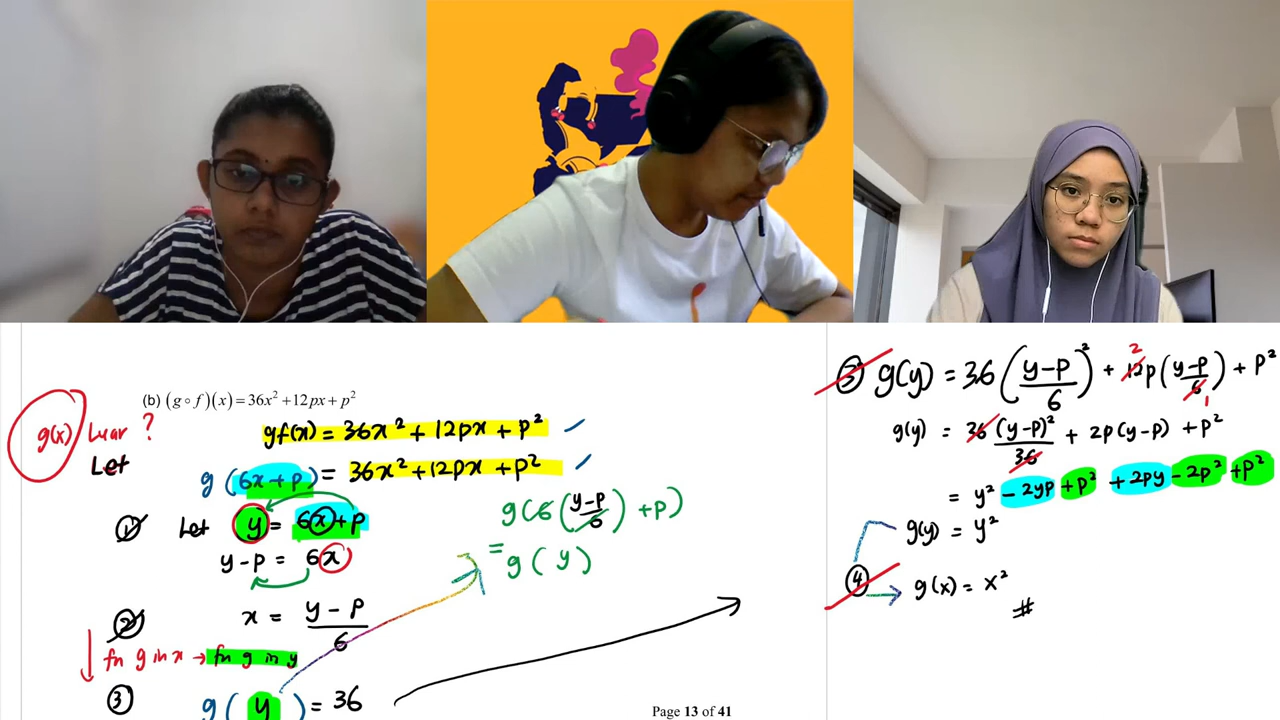 (b) (g∘f)(x) = 36x² + 12px + p²
g(x) luar ?
gf(x) = 36x² + 12px + p²
Let
g(6x+p) = 36x² + 12px + p²
① Let y = 6x+p
y-p = 6x
② x = y-p/6
fn g in x → fn g in y
③ g(y) = 36
g(6(y-p/6)+p)
= g(y)
Page 13 of 41
③ g(y) = 36(y-p/6)² + 12p(y-p/6) + p²
2
1
g(y) = 36(y-p)²/36 + 2p(y-p) + p²
= y² - 2yp + p² + 2py - 2p² + p²
g(y) = y²
④ → g(x) = x²
#